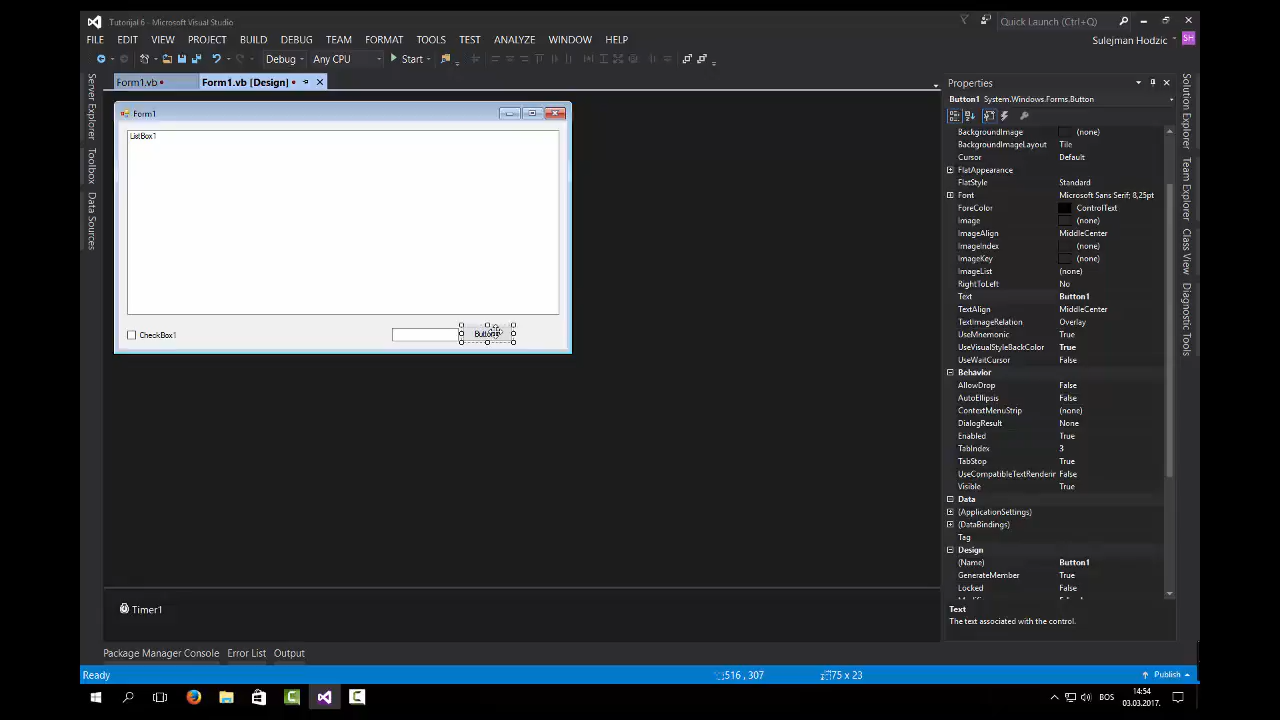 Tutorijal 6 - Microsoft Visual Studio
Quick Launch (Ctrl+Q)
FILE EDIT VIEW PROJECT BUILD DEBUG TEAM FORMAT TOOLS TEST ANALYZE WINDOW HELP
Sulejman Hodzic SH
Debug Any CPU Start
Server Explorer
Toolbox
Data Sources
Form1.vb
Form1.vb [Design]
Form1
ListBox1
CheckBox1
Timer1
Properties
Button1 System.Windows.Forms.Button
BackgroundImage (none)
BackgroundImageLayout Tile
Cursor Default
FlatAppearance
FlatStyle Standard
Font Microsoft Sans Serif; 8,25pt
ForeColor ControlText
Image (none)
ImageAlign MiddleCenter
ImageIndex (none)
ImageKey (none)
ImageList (none)
RightToLeft No
Text Button1
TextAlign MiddleCenter
TextImageRelation Overlay
UseMnemonic True
UseVisualStyleBackColor True
UseWaitCursor False
Behavior
AllowDrop False
AutoEllipsis False
ContextMenuStrip (none)
DialogResult None
Enabled True
TabIndex 3
TabStop True
UseCompatibleTextRenderin False
Visible True
Data
(ApplicationSettings)
(DataBindings)
Tag
Design
(Name) Button1
GenerateMember True
Locked False
Text
The text associated with the control.
Solution Explorer
Team Explorer
Class View
Diagnostic Tools
Package Manager Console Error List Output
Ready 516 , 307 75 x 23 Publish
BOS
14:54
03.03.2017.